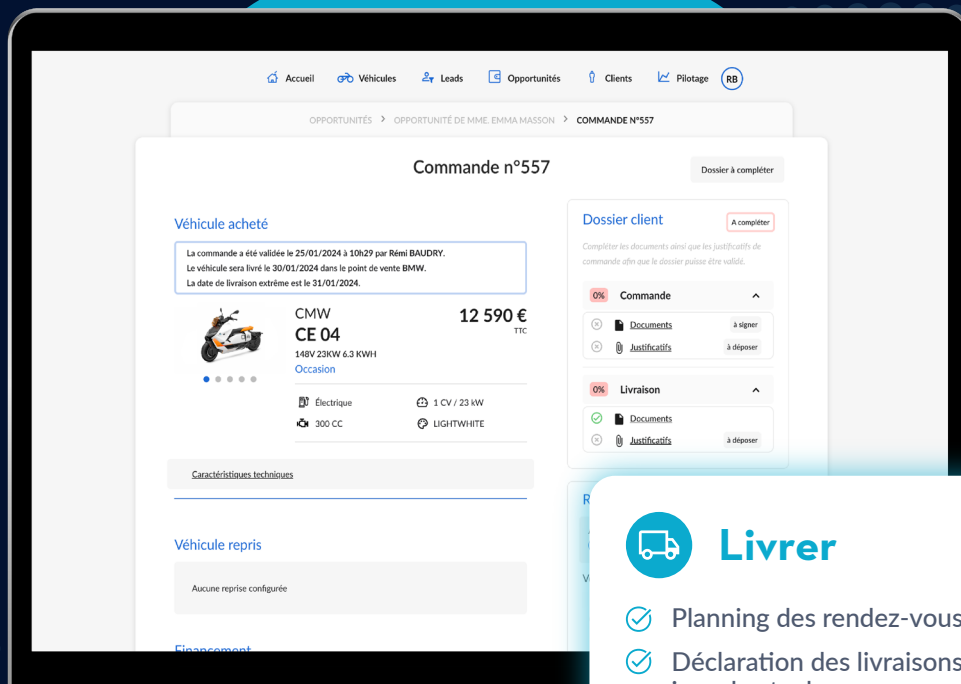 Accueil
Véhicules
Leads
Opportunités
Clients
Pilotage
RB
OPPORTUNITÉS > OPPORTUNITÉ DE MME. EMMA MASSON > COMMANDE N°557
Commande n°557
Dossier à compléter
Véhicule acheté
La commande a été validée le 25/01/2024 à 10h29 par Rémi BAUDRY.
Le véhicule sera livré le 30/01/2024 dans le point de vente BMW.
La date de livraison extrême est le 31/01/2024.
CMW
CE 04
148V 23KW 6.3 KWH
Occasion
12 590 €
TTC
Électrique
1 CV / 23 kW
300 CC
LIGHTWHITE
Caractéristiques techniques
Véhicule repris
Aucune reprise configurée
Financement
Dossier client
A compléter
Compléter les documents ainsi que les justificatifs de
commande afin que le dossier puisse être validé.
0% Commande
Documents à signer
Justificatifs à déposer
0% Livraison
Documents
Justificatifs à déposer
R
V
Livrer
Planning des rendez-vous
Déclaration des livraisons